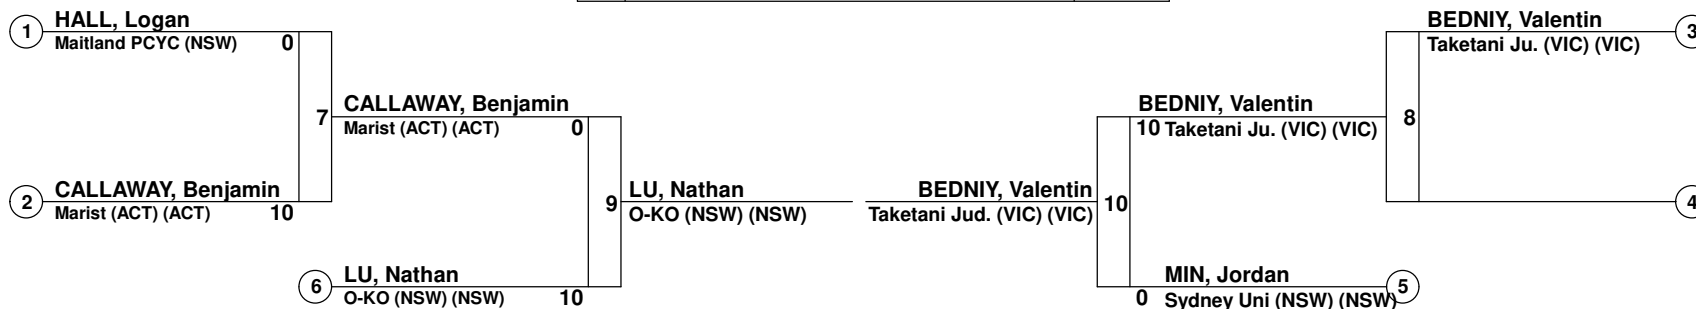 HALL, Logan
1
Maitland PCYC (NSW)
0
7
CALLAWAY, Benjamin
Marist (ACT) (ACT)
0
CALLAWAY, Benjamin
2
Marist (ACT) (ACT)
10
9
LU, Nathan
O-KO (NSW) (NSW)
6
LU, Nathan
O-KO (NSW) (NSW)
10
BEDNIY, Valentin
3
Taketani Ju. (VIC) (VIC)
BEDNIY, Valentin
10
Taketani Ju. (VIC) (VIC)
8
4
BEDNIY, Valentin
Taketani Jud. (VIC) (VIC)
10
MIN, Jordan
5
0
Sydney Uni (NSW) (NSW)